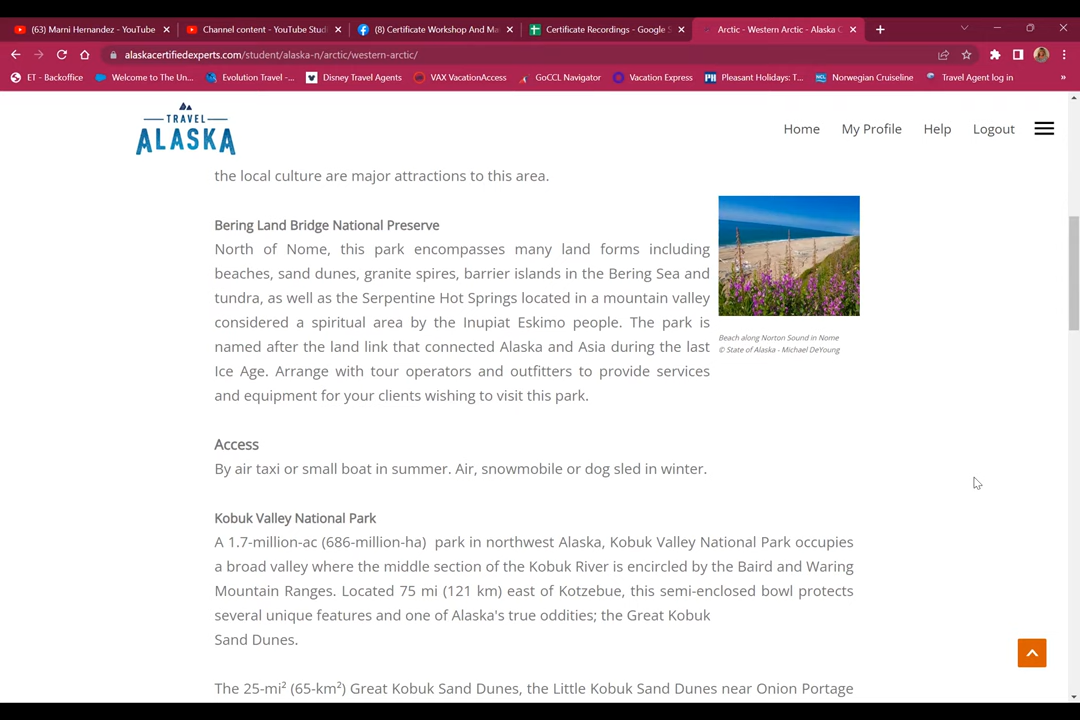 (63) Marni Hernandez - YouTube
Channel content - YouTube Stud
(8) Certificate Workshop And Ma
Certificate Recordings - Google S
Arctic - Western Arctic - Alaska C
alaskacertifiedexperts.com/student/alaska-n/arctic/western-arctic/
ET - Backoffice
Welcome to The Un...
Evolution Travel -...
Disney Travel Agents
VAX VacationAccess
GoCCL Navigator
Vacation Express
Pleasant Holidays: T...
Norwegian Cruiseline
Travel Agent log in
»
TRAVEL
ALASKA
Home
My Profile
Help
Logout
the local culture are major attractions to this area.
Bering Land Bridge National Preserve
North of Nome, this park encompasses many land forms including
beaches, sand dunes, granite spires, barrier islands in the Bering Sea and
tundra, as well as the Serpentine Hot Springs located in a mountain valley
considered a spiritual area by the Inupiat Eskimo people. The park is
named after the land link that connected Alaska and Asia during the last
Ice Age. Arrange with tour operators and outfitters to provide services
and equipment for your clients wishing to visit this park.
Beach along Norton Sound in Nome
© State of Alaska - Michael DeYoung
Access
By air taxi or small boat in summer. Air, snowmobile or dog sled in winter.
Kobuk Valley National Park
A 1.7-million-ac (686-million-ha) park in northwest Alaska, Kobuk Valley National Park occupies
a broad valley where the middle section of the Kobuk River is encircled by the Baird and Waring
Mountain Ranges. Located 75 mi (121 km) east of Kotzebue, this semi-enclosed bowl protects
several unique features and one of Alaska's true oddities; the Great Kobuk
Sand Dunes.
The 25-mi² (65-km²) Great Kobuk Sand Dunes, the Little Kobuk Sand Dunes near Onion Portage